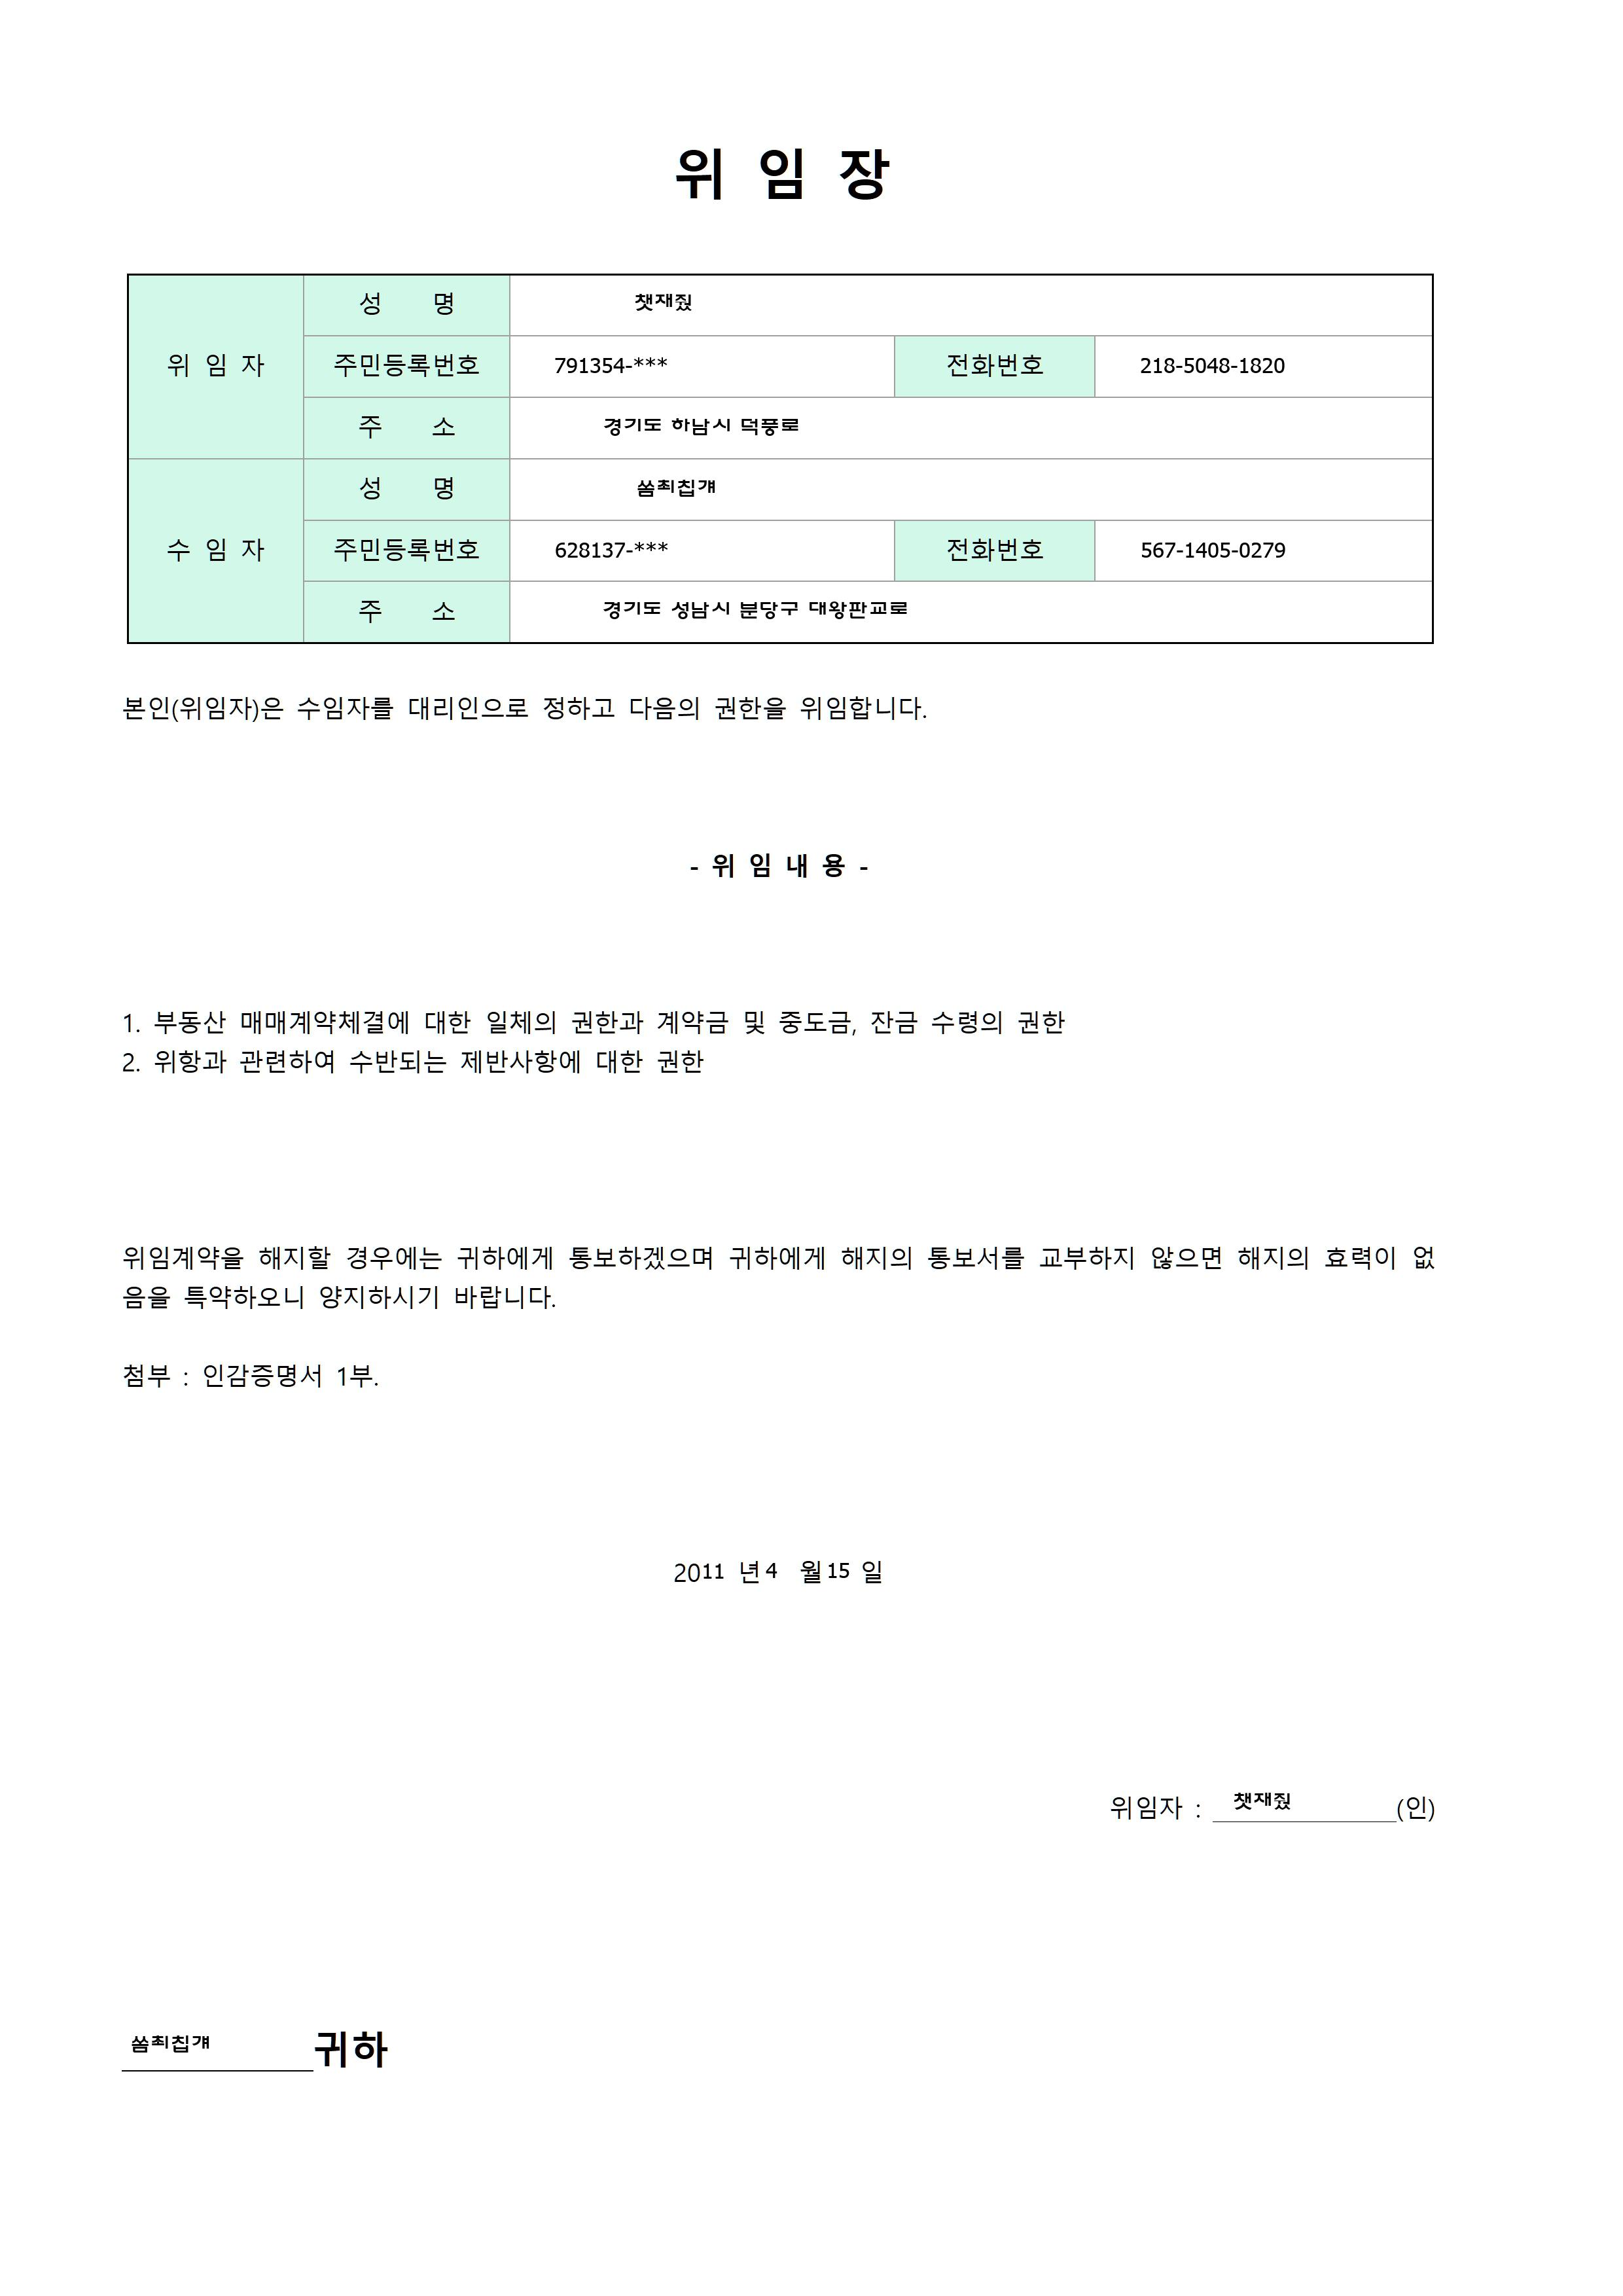 위 임 장
위 임 자
성 명 챗재줬
주민등록번호 791354-*** 전화번호 218-5048-1820
주 소 경기도 하남시 덕풍로
수 임 자
성 명 쏨최칩걔
주민등록번호 628137-*** 전화번호 567-1405-0279
주 소 경기도 성남시 분당구 대왕판교로
본인(위임자)은 수임자를 대리인으로 정하고 다음의 권한을 위임합니다.
- 위 임 내 용 -
1. 부동산 매매계약체결에 대한 일체의 권한과 계약금 및 중도금, 잔금 수령의 권한
2. 위항과 관련하여 수반되는 제반사항에 대한 권한
위임계약을 해지할 경우에는 귀하에게 통보하겠으며 귀하에게 해지의 통보서를 교부하지 않으면 해지의 효력이 없
음을 특약하오니 양지하시기 바랍니다.
첨부 : 인감증명서 1부.
2011 년 4 월 15 일
위임자 : 챗재줬 (인)
쏨최칩걔 귀하